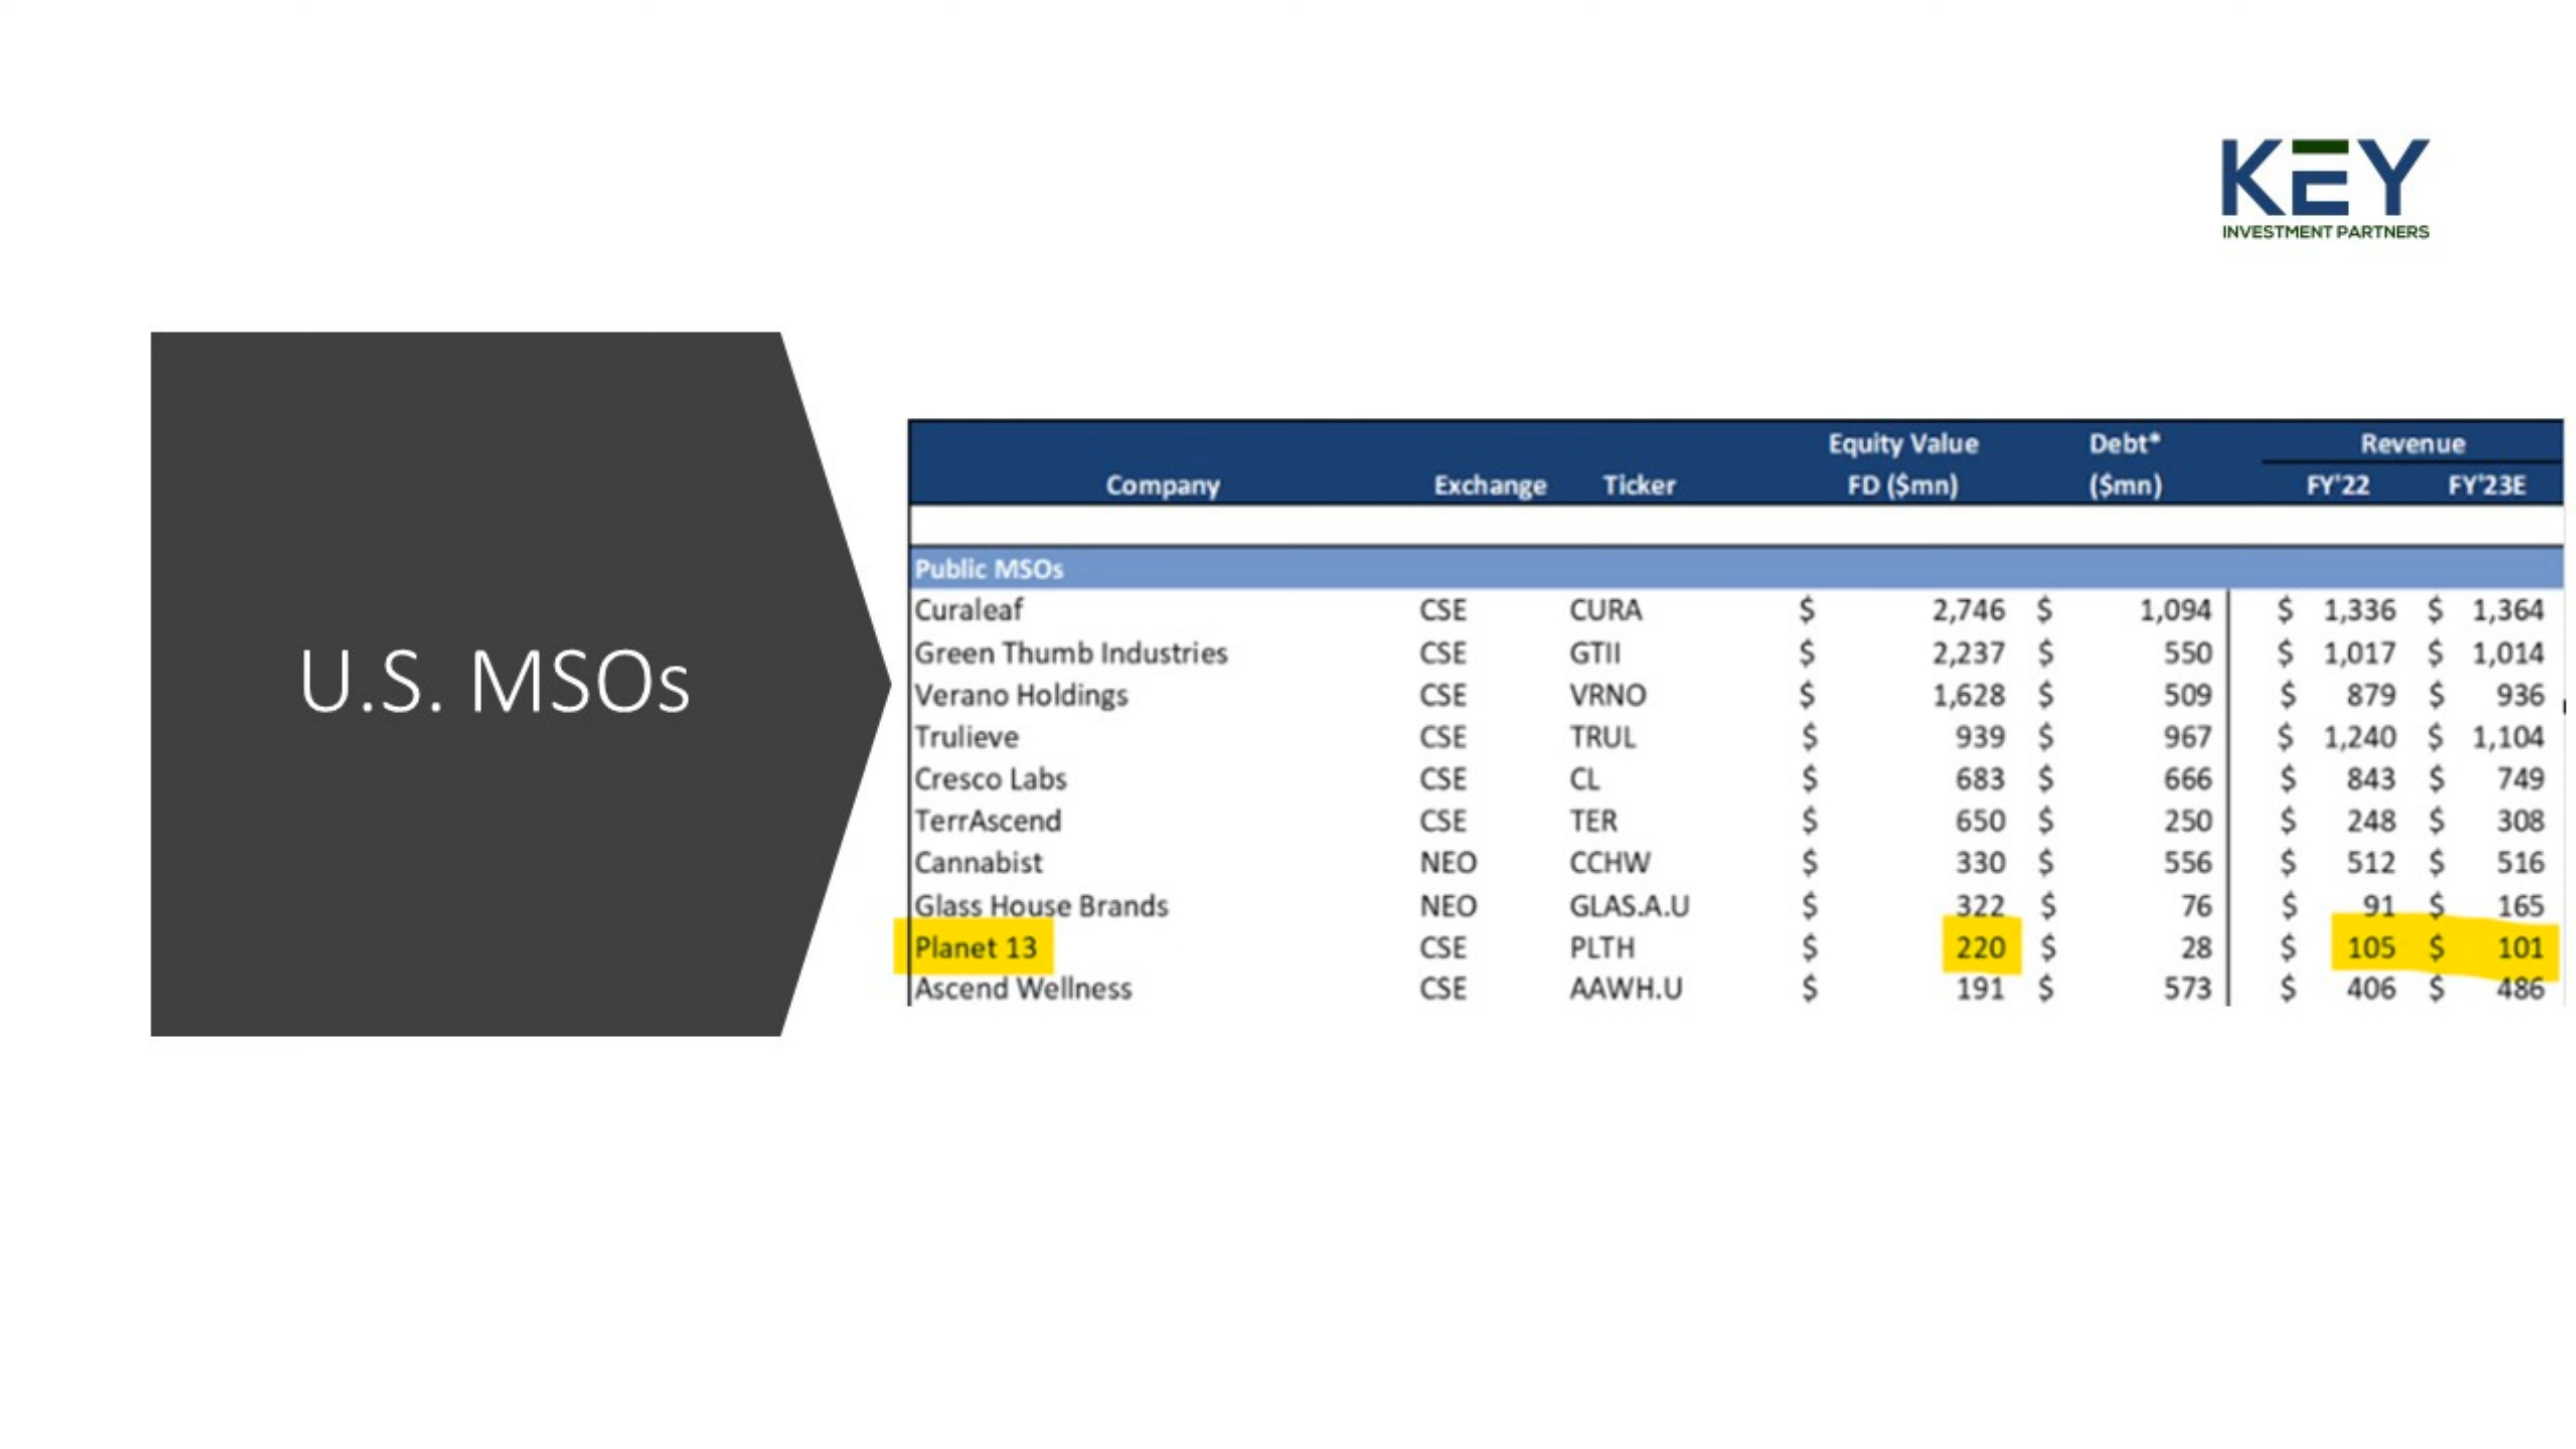 KEY
INVESTMENT PARTNERS
U.S. MSOs
Equity Value Debt* Revenue
Company Exchange Ticker FD ($mn) ($mn) FY'22 FY'23E
Public MSOs
Curaleaf CSE CURA $ 2,746 $ 1,094 $ 1,336 $ 1,364
Green Thumb Industries CSE GTII $ 2,237 $ 550 $ 1,017 $ 1,014
Verano Holdings CSE VRNO $ 1,628 $ 509 $ 879 $ 936
Trulieve CSE TRUL $ 939 $ 967 $ 1,240 $ 1,104
Cresco Labs CSE CL $ 683 $ 666 $ 843 $ 749
TerrAscend CSE TER $ 650 $ 250 $ 248 $ 308
Cannabist NEO CCHW $ 330 $ 556 $ 512 $ 516
Glass House Brands NEO GLAS.A.U $ 322 $ 76 $ 91 $ 165
Planet 13 CSE PLTH $ 220 $ 28 $ 105 $ 101
Ascend Wellness CSE AAWH.U $ 191 $ 573 $ 406 $ 486